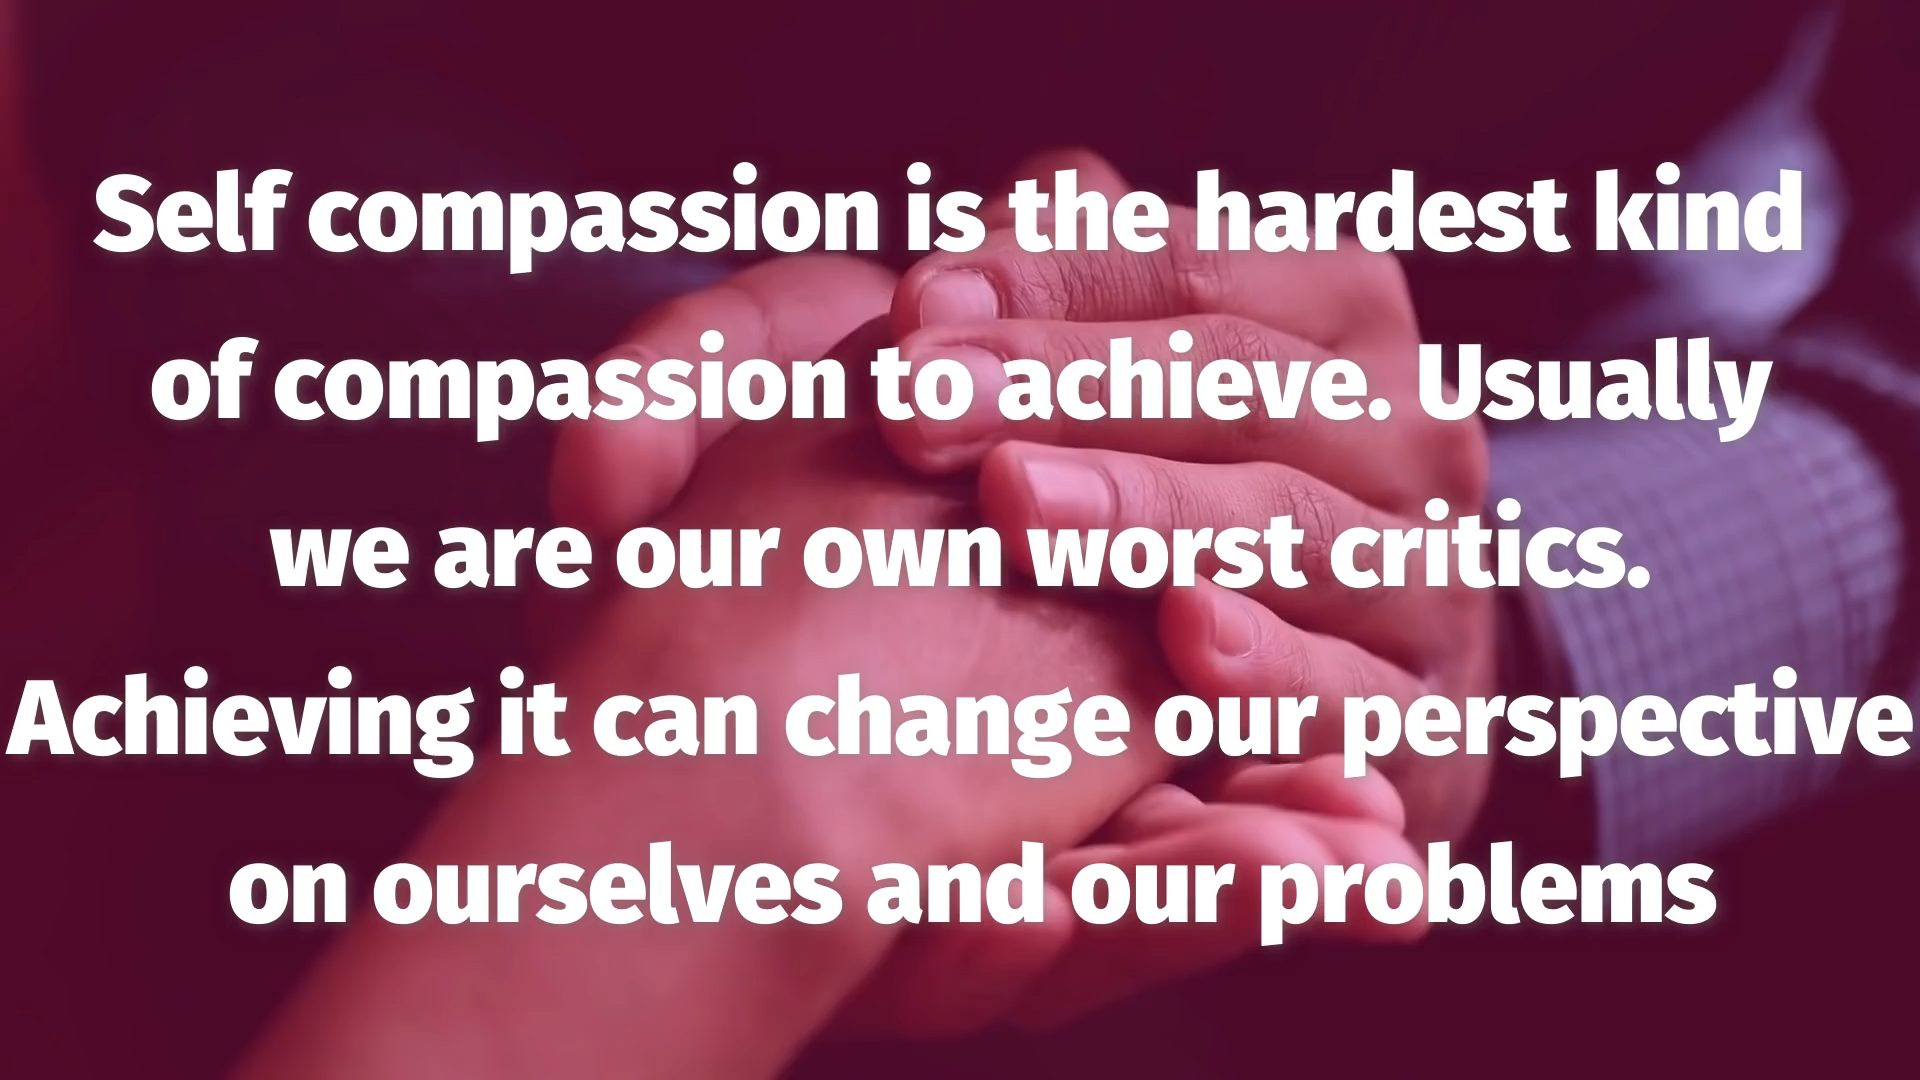 Self compassion is the hardest kind
of compassion to achieve. Usually
we are our own worst critics.
Achieving it can change our perspective
on ourselves and our problems